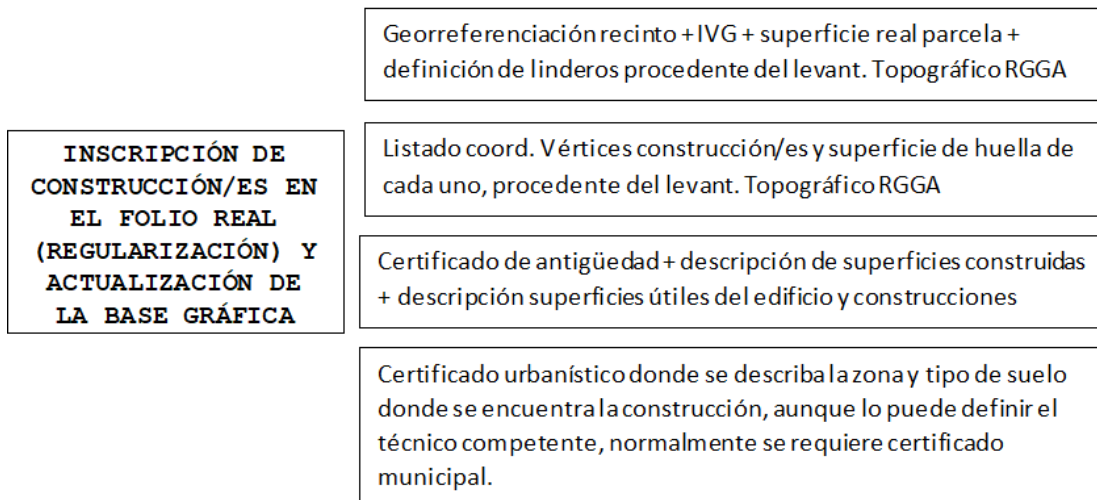 Georreferenciación recinto + IVG + superficie real parcela +
definición de linderos procedente del levant. Topográfico RGGA
INSCRIPCIÓN DE
CONSTRUCCIÓN/ES EN
EL FOLIO REAL
(REGULARIZACIÓN) Y
ACTUALIZACIÓN DE
LA BASE GRÁFICA
Listado coord. Vértices construcción/es y superficie de huella de
cada uno, procedente del levant. Topográfico RGGA
Certificado de antigüedad + descripción de superficies construidas
+ descripción superficies útiles del edificio y construcciones
Certificado urbanístico donde se describa la zona y tipo de suelo
donde se encuentra la construcción, aunque lo puede definir el
técnico competente, normalmente se requiere certificado
municipal.